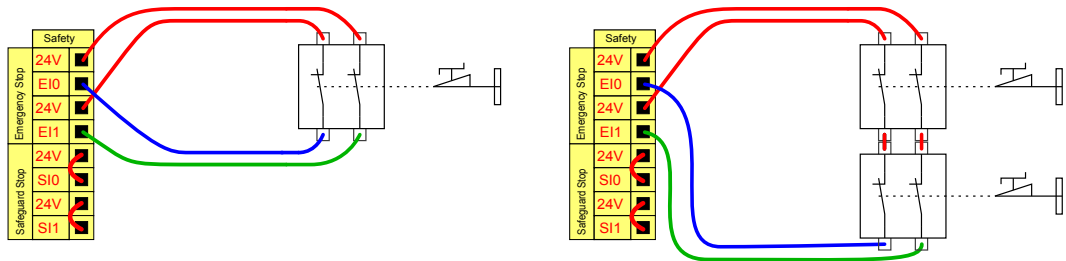 Safety
Emergency Stop
24V
EI0
24V
EI1
Safeguard Stop
24V
SI0
24V
SI1
Safety
Emergency Stop
24V
EI0
24V
EI1
Safeguard Stop
24V
SI0
24V
SI1